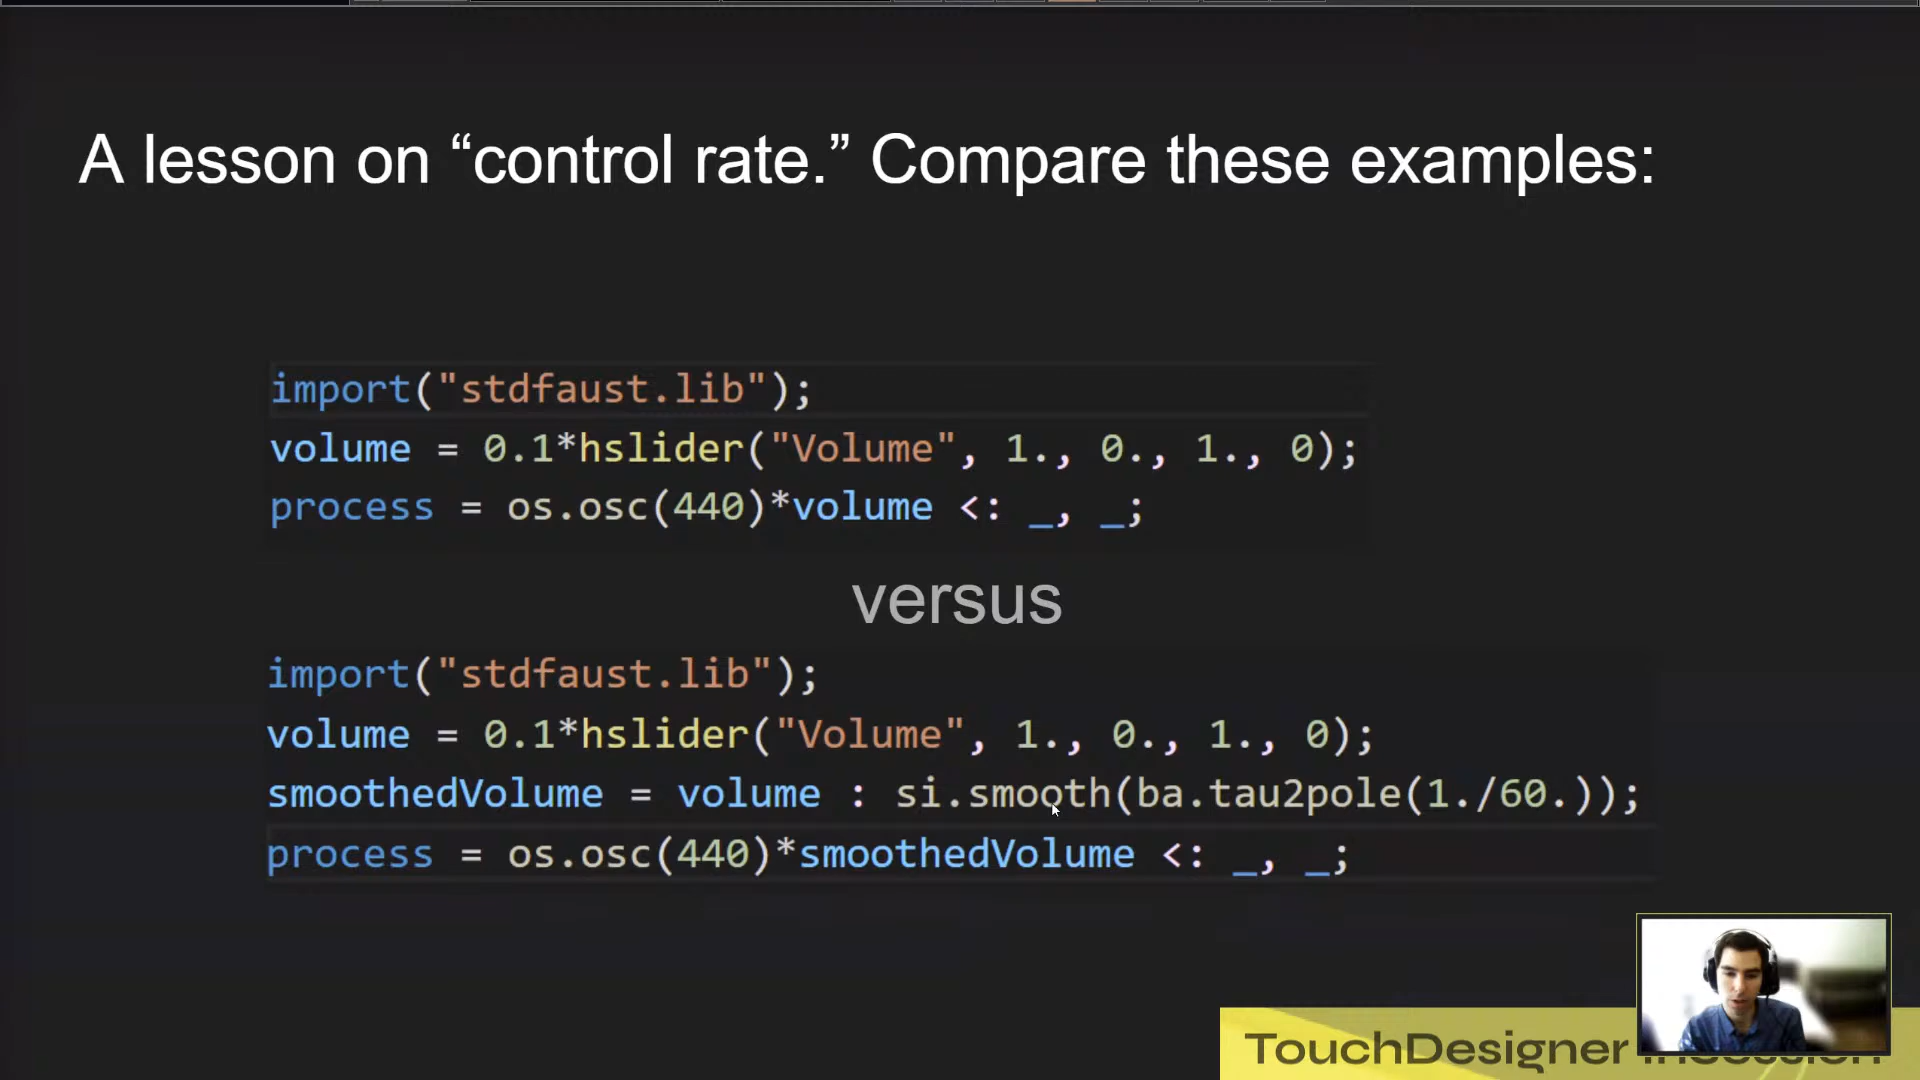 A lesson on “control rate.” Compare these examples:
import("stdfaust.lib");
volume = 0.1*hslider("Volume", 1., 0., 1., 0);
process = os.osc(440)*volume <: _, _;
versus
import("stdfaust.lib");
volume = 0.1*hslider("Volume", 1., 0., 1., 0);
smoothedVolume = volume : si.smooth(ba.tau2pole(1./60.));
process = os.osc(440)*smoothedVolume <: _, _;
TouchDesigner